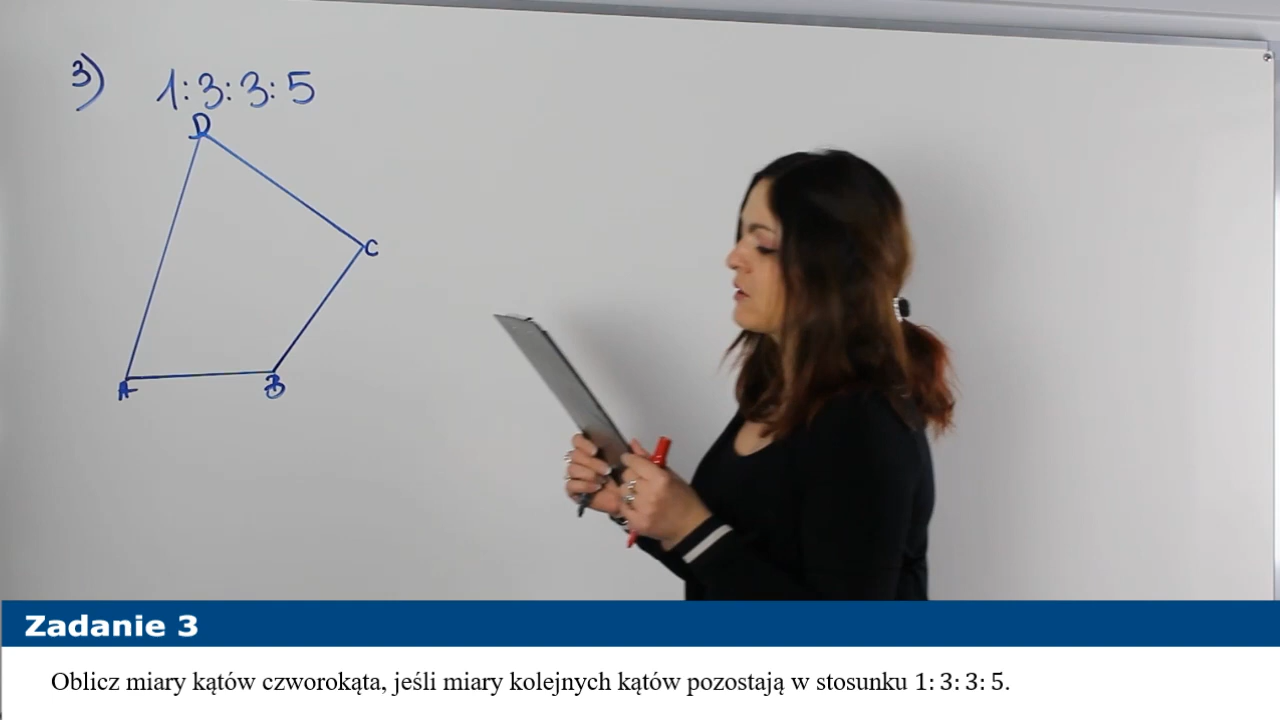 3) 1:3:3:5
D
C
A
B
Zadanie 3
Oblicz miary kątów czworokąta, jeśli miary kolejnych kątów pozostają w stosunku 1: 3: 3: 5.